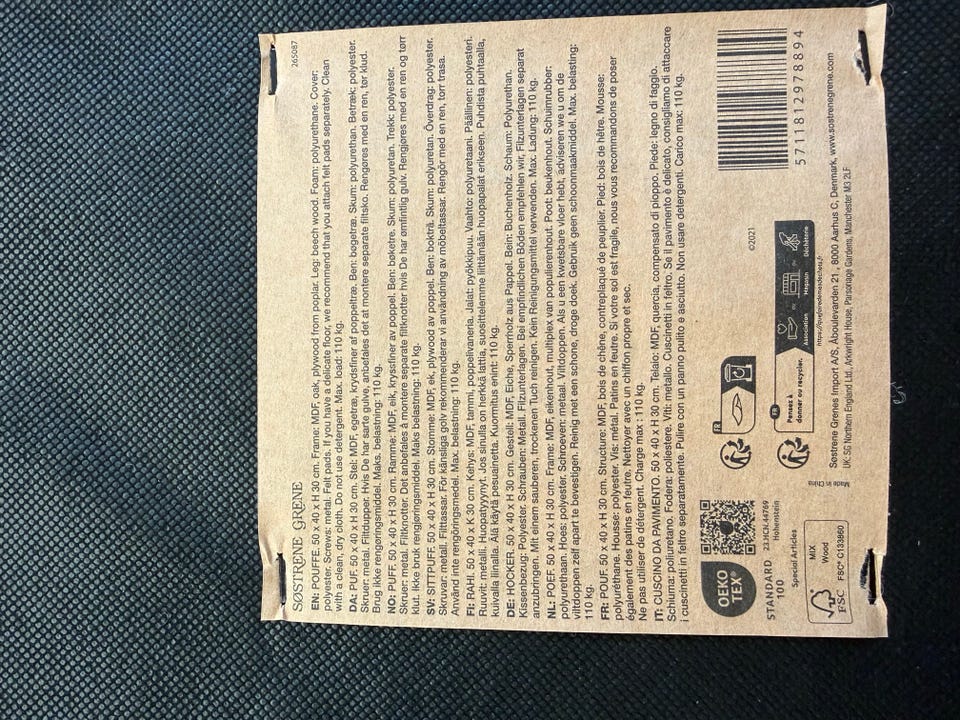 SØSTRENE GRENE
265087
EN: POUFFE. 50 x 40 x H 30 cm. Frame: MDF, oak, plywood from poplar. Leg: beech wood. Foam: polyurethane. Cover:
polyester. Screws: metal. Felt pads. If you have a delicate floor, we recommend that you attach felt pads separately. Clean
with a clean, dry cloth. Do not use detergent. Max. load: 110 kg.
DA: PUF. 50 x 40 x H 30 cm. Stel: MDF, egetræ, krydsfiner af poppeltræ. Ben: bøgetræ. Skum: polyurethan. Betræk: polyester.
Skruer: metal. Filtdupper. Hvis De har sarte gulve, anbefales det at montere separate filtsko. Rengøres med en ren, tør klud.
Brug ikke rengøringsmiddel. Maks. belastning: 110 kg.
NO: PUFF. 50 x 40 x H 30 cm. Ramme: MDF, eik, kryssfiner av poppel. Ben: bøketre. Skum: polyuretan. Trekk: polyester.
Skruer: metal. Filtknotter. Det anbefales å montere separate filtknotter hvis De har ømfintlig gulv. Rengjøres med en ren og tørr
klut. Ikke bruk rengjøringsmiddel. Maks. belastning: 110 kg.
SV: SITTPUFF. 50 x 40 x H 30 cm. Stomme: MDF, ek, plywood av poppel. Ben: bokträ. Skum: polyuretan. Överdrag: polyester.
Skruvar: metal. Filttassar. För känsliga golv rekommenderar vi användning av möbeltassar. Rengör med en ren, torr trasa.
Använd inte rengöringsmedel. Max. belastning: 110 kg.
FI: RAHI. 50 x 40 x K 30 cm. Kehys: MDF, tammi, poppelivaneria. Jalat: pyökkipuu. Vaahto: polyuretaani. Päällinen: polyesteri.
Ruuvit: metalli. Huopatyynyt. Jos sinulla on herkkä lattia, suosittelemme liittämään huopapalat erikseen. Puhdista puhtaalla,
kuivalla liinalla. Älä käytä pesuainetta. Kuormitus enint: 110 kg.
DE: HOCKER. 50 x 40 x H 30 cm. Gestell: MDF, Eiche, Sperrholz aus Pappel. Bein: Buchenholz. Schaum: Polyurethan.
Kissenbezug: Polyester. Schrauben: Metall. Filzunterlagen. Bei empfindlichen Böden empfehlen wir, Filzunterlagen separat
anzubringen. Mit einem sauberen, trockenen Tuch reinigen. Kein Reinigungsmittel verwenden. Max. Ladung: 110 kg.
NL: POEF. 50 x 40 x H 30 cm. Frame: MDF, eikenhout, multiplex van populierenhout. Poot: beukenhout. Schuimrubber:
polyurethaan. Hoes: polyester. Schroeven: metaal. Viltdoppen. Als u een kwetsbare vloer hebt, adviseren we u om de
viltdoppen zelf apart te bevestigen. Reinig met een schone, droge doek. Gebruik geen schoonmaakmiddel. Max. belasting:
110 kg.
FR: POUF. 50 x 40 x H 30 cm. Structure: MDF, bois de chêne, contreplaqué de peuplier. Pied: bois de hêtre. Mousse:
polyuréthane. Housse: polyester. Vis: métal. Patins en feutre. Si votre sol est fragile, nous vous recommandons de poser
également des patins en feutre. Nettoyer avec un chiffon propre et sec.
Ne pas utiliser de détergent. Charge max : 110 kg.
IT: CUSCINO DA PAVIMENTO. 50 x 40 x H 30 cm. Telaio: MDF, quercia, compensato di pioppo. Piede: legno di faggio.
Schiuma: poliuretano. Fodera: poliestere. Viti: metallo. Cuscinetti in feltro. Se il pavimento è delicato, consigliamo di attaccare
i cuscinetti in feltro separatamente. Pulire con un panno pulito e asciutto. Non usare detergenti. Carico max: 110 kg.
OEKO
TEX®
STANDARD
100
23.HCN.44769
Hohenstein
Special Articles
FSC
MIX
Wood
FSC® C133860
FR
FR
Pensez à
donner ou recycler.
Association
ou
Magasin
ou
Déchèterie
https://quefairedemesdechets.fr
©2021
5711812978894
Made in China
Søstrene Grenes Import A/S, Åboulevarden 21, 8000 Aarhus C, Denmark, www.sostrenegrene.com
UK: SG Northern England Ltd., Arkwright House, Parsonage Gardens, Manchester M3 2LF